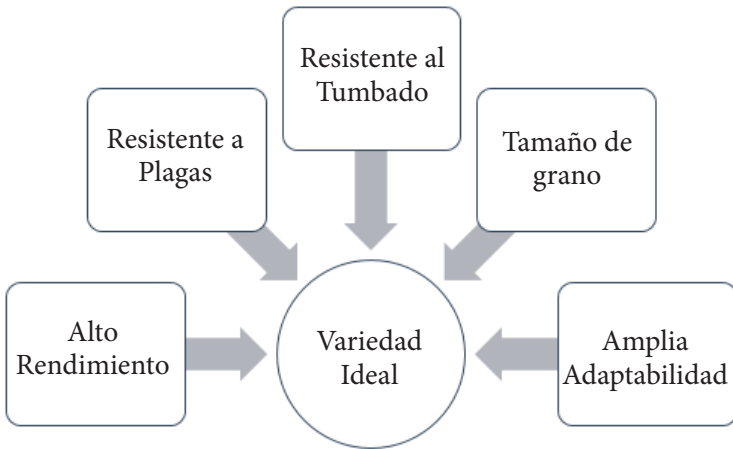 Resistente al
Tumbado
Resistente a
Plagas
Tamaño de
grano
Alto
Rendimiento
Variedad
Ideal
Amplia
Adaptabilidad